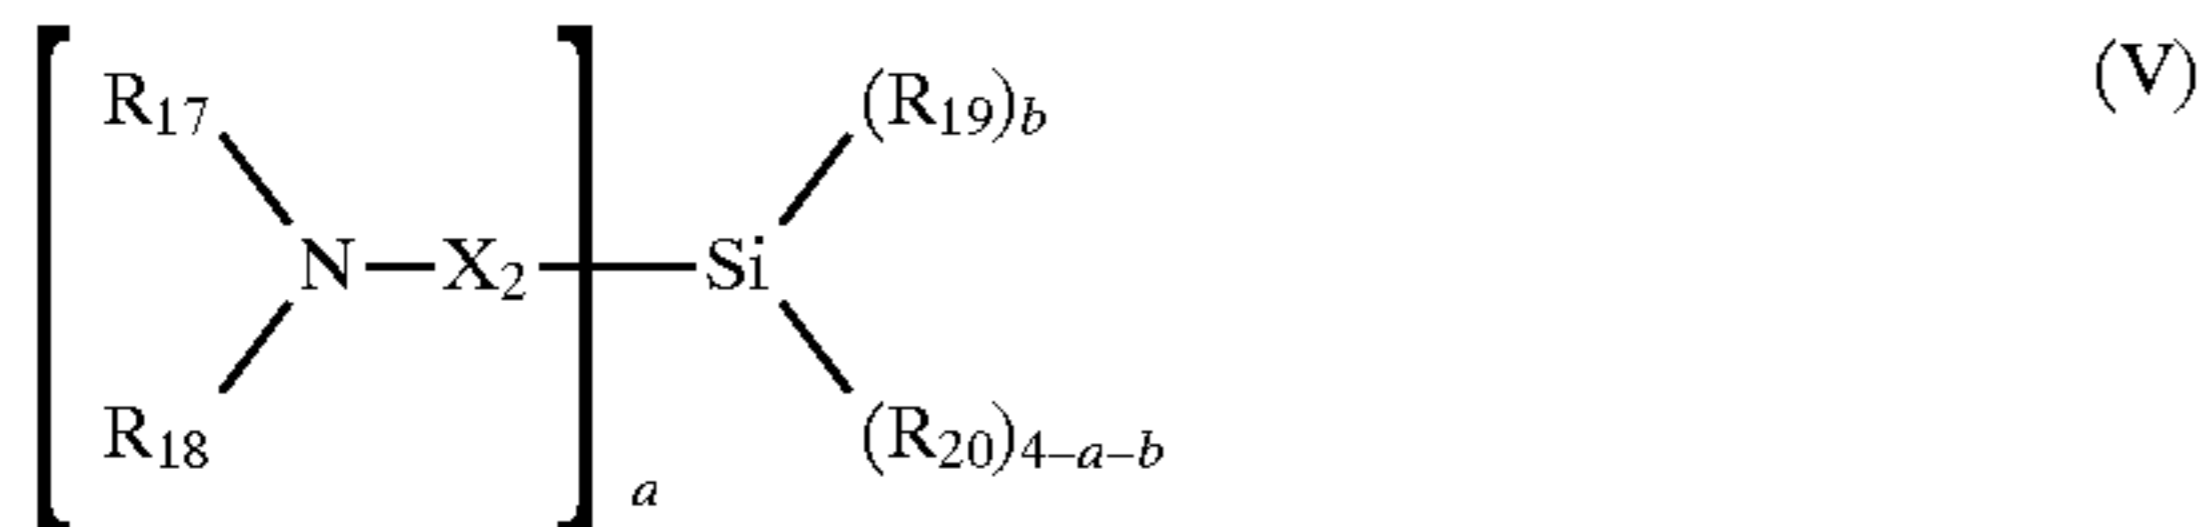 R17 (R19)b (V)
N—X2 Si
R18 (R20)4–a–b
a